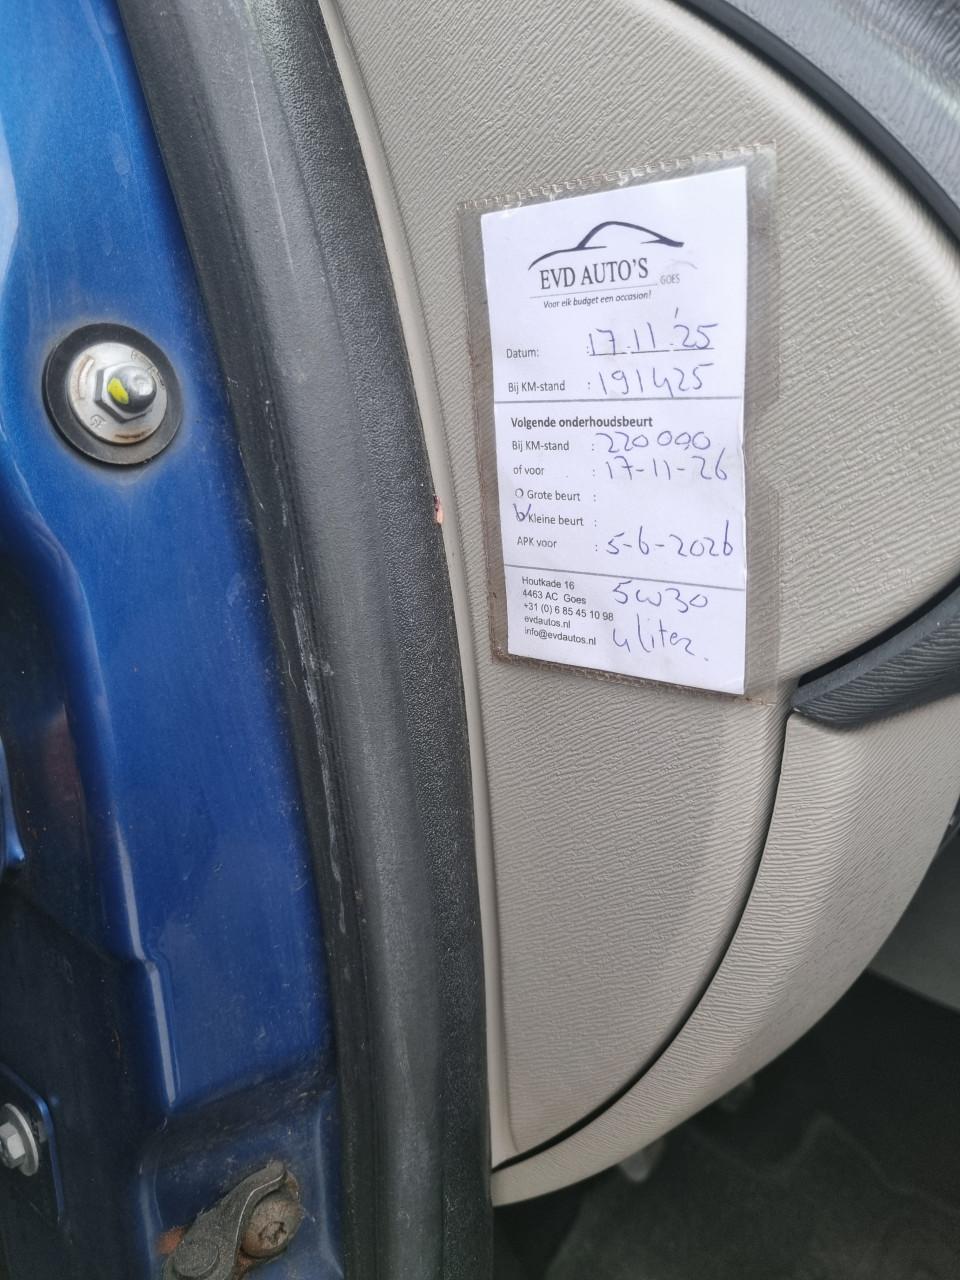 EVD AUTO'S GOES
Voor elk budget een occasion!
Datum: : 17.11.'25
Bij KM-stand : 191425
Volgende onderhoudsbeurt
Bij KM-stand : 220000
of voor : 17-11-26
Grote beurt :
Kleine beurt :
APK voor : 5-6-2026
Houtkade 16
4463 AC Goes
+31 (0) 6 85 45 10 98
evdautos.nl
info@evdautos.nl
5w30
4 liter.